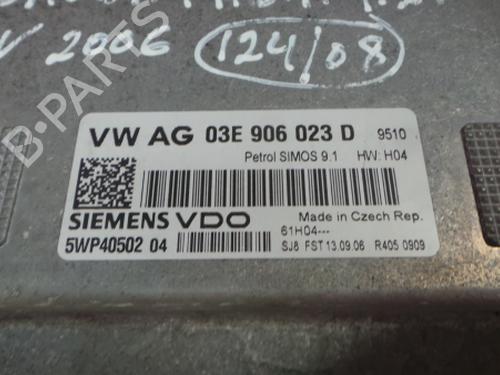 V 2006 124/08
VW AG 03E 906 023 D 9510
Petrol SIMOS 9.1 HW: H04
SIEMENS VDO Made in Czech Rep.
61H04---
5WP40502 04 SJ8 FST 13.09.06 R405 0909
B-PARTS